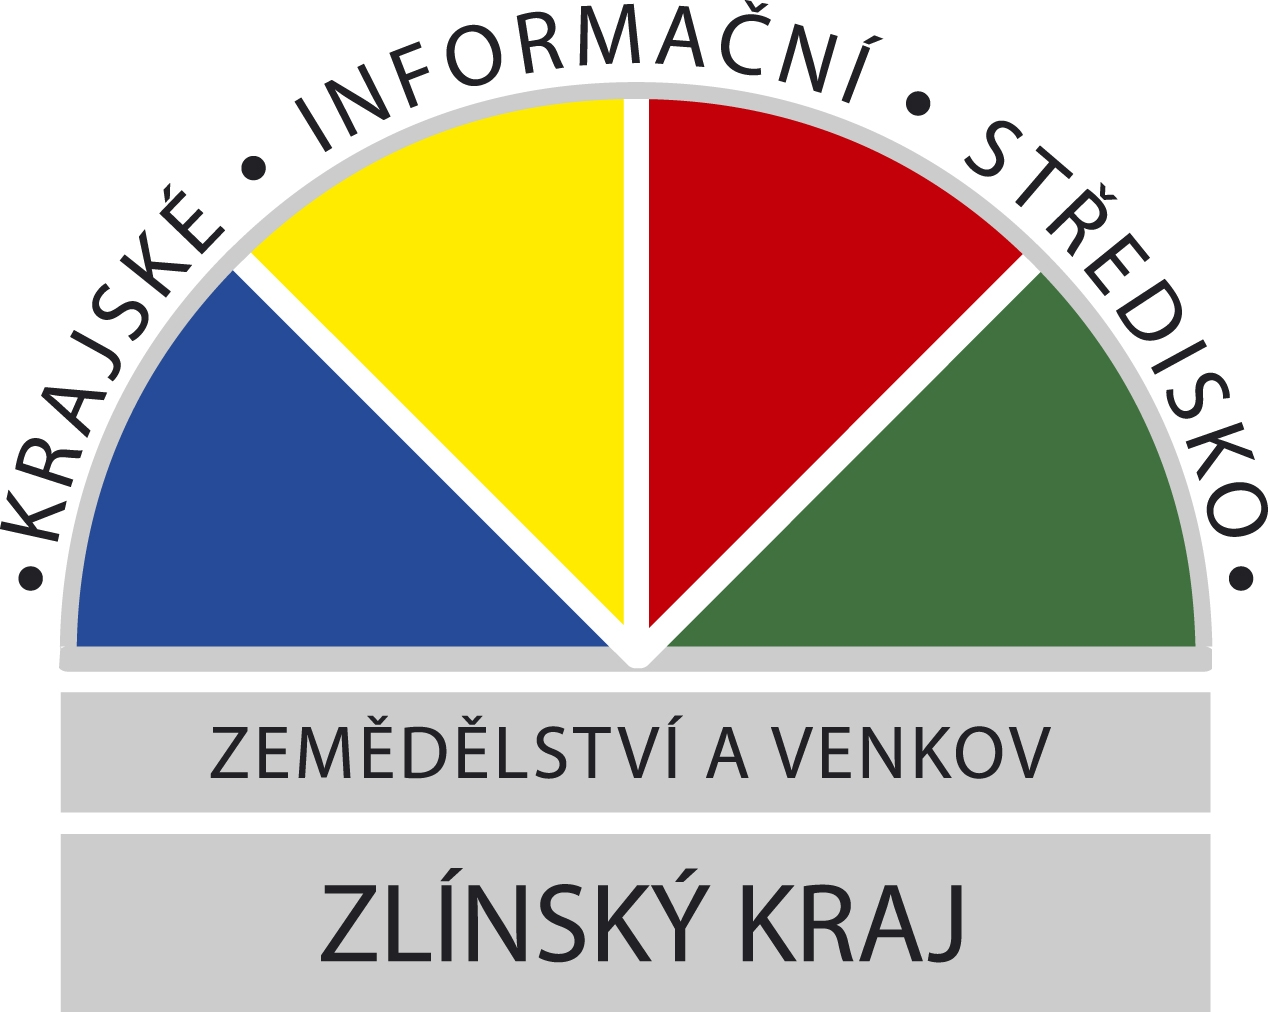 • KRAJSKÉ • INFORMAČNÍ • STŘEDISKO •
ZEMĚDĚLSTVÍ A VENKOV
ZLÍNSKÝ KRAJ